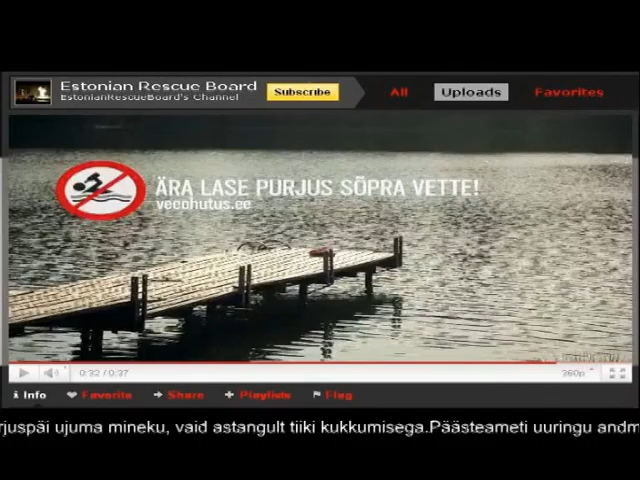 Estonian Rescue Board
EstonianRescueBoard's Channel
Subscribe
All
Uploads
Favorites
ÄRA LASE PURJUS SÕPRA VETTE!
veeohutus.ee
0:32 / 0:37
360p
Info
Favorite
Share
Playlists
Flag
rjuspäi ujuma mineku, vaid astangult tiiki kukkumisega.Päästeameti uuringu andm